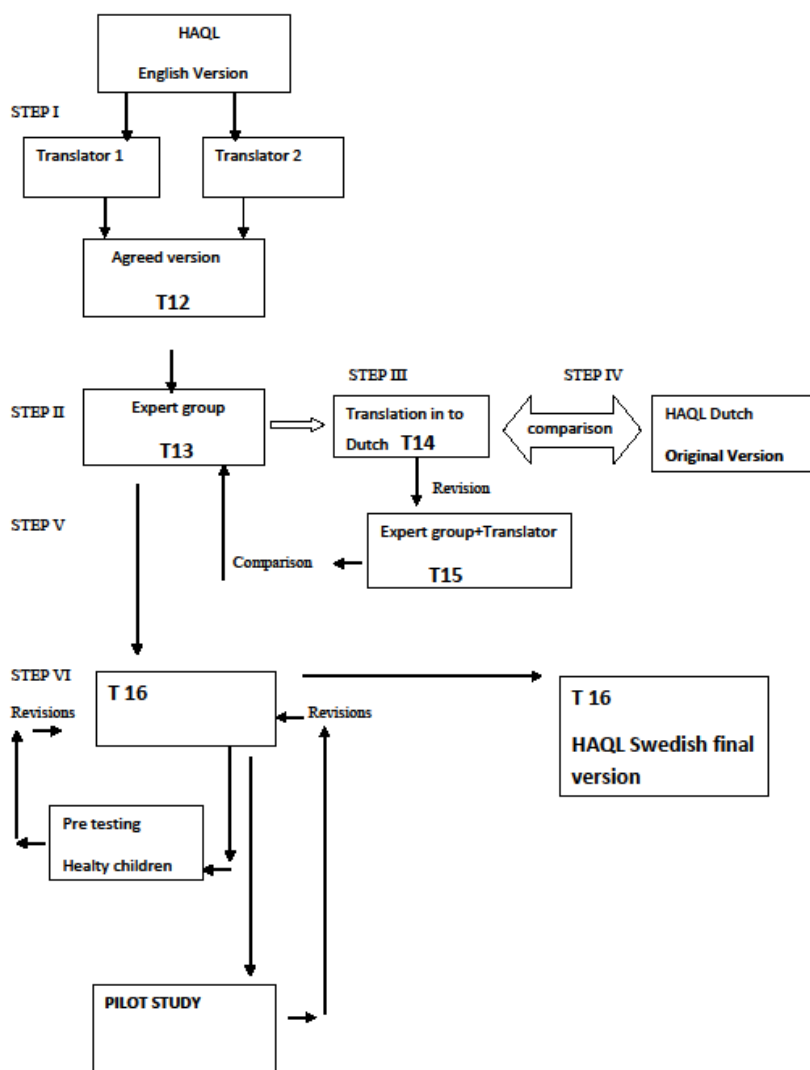 HAQL
English Version
STEP I
Translator 1
Translator 2
Agreed version
T12
STEP III
STEP IV
STEP II
Expert group
T13
Translation in to
Dutch T14
comparison
HAQL Dutch
Original Version
Revision
STEP V
Expert group+Translator
T15
Comparison
STEP VI
T 16
Revisions
Revisions
T 16
HAQL Swedish final
version
Pre testing
Healty children
PILOT STUDY